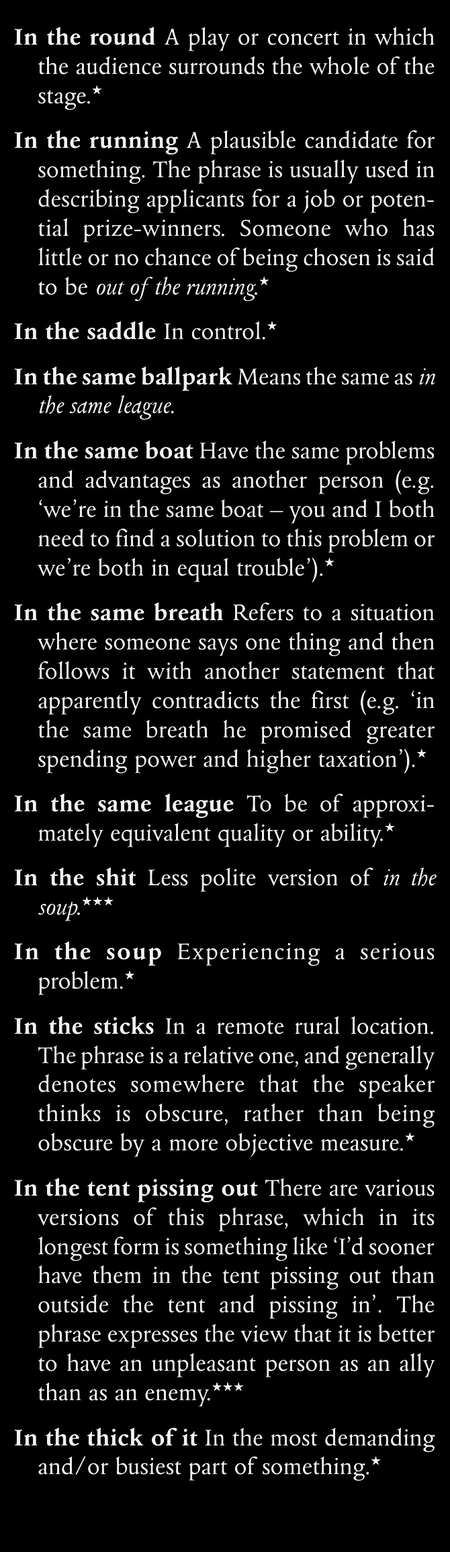 In the round A play or concert in which
the audience surrounds the whole of the
stage.★
In the running A plausible candidate for
something. The phrase is usually used in
describing applicants for a job or poten-
tial prize-winners. Someone who has
little or no chance of being chosen is said
to be out of the running.★
In the saddle In control.★
In the same ballpark Means the same as in
the same league.
In the same boat Have the same problems
and advantages as another person (e.g.
‘we’re in the same boat – you and I both
need to find a solution to this problem or
we’re both in equal trouble’).★
In the same breath Refers to a situation
where someone says one thing and then
follows it with another statement that
apparently contradicts the first (e.g. ‘in
the same breath he promised greater
spending power and higher taxation’).★
In the same league To be of approxi-
mately equivalent quality or ability.★
In the shit Less polite version of in the
soup.★★★
In the soup Experiencing a serious
problem.★
In the sticks In a remote rural location.
The phrase is a relative one, and generally
denotes somewhere that the speaker
thinks is obscure, rather than being
obscure by a more objective measure.★
In the tent pissing out There are various
versions of this phrase, which in its
longest form is something like ‘I’d sooner
have them in the tent pissing out than
outside the tent and pissing in’. The
phrase expresses the view that it is better
to have an unpleasant person as an ally
than as an enemy.★★★
In the thick of it In the most demanding
and/or busiest part of something.★